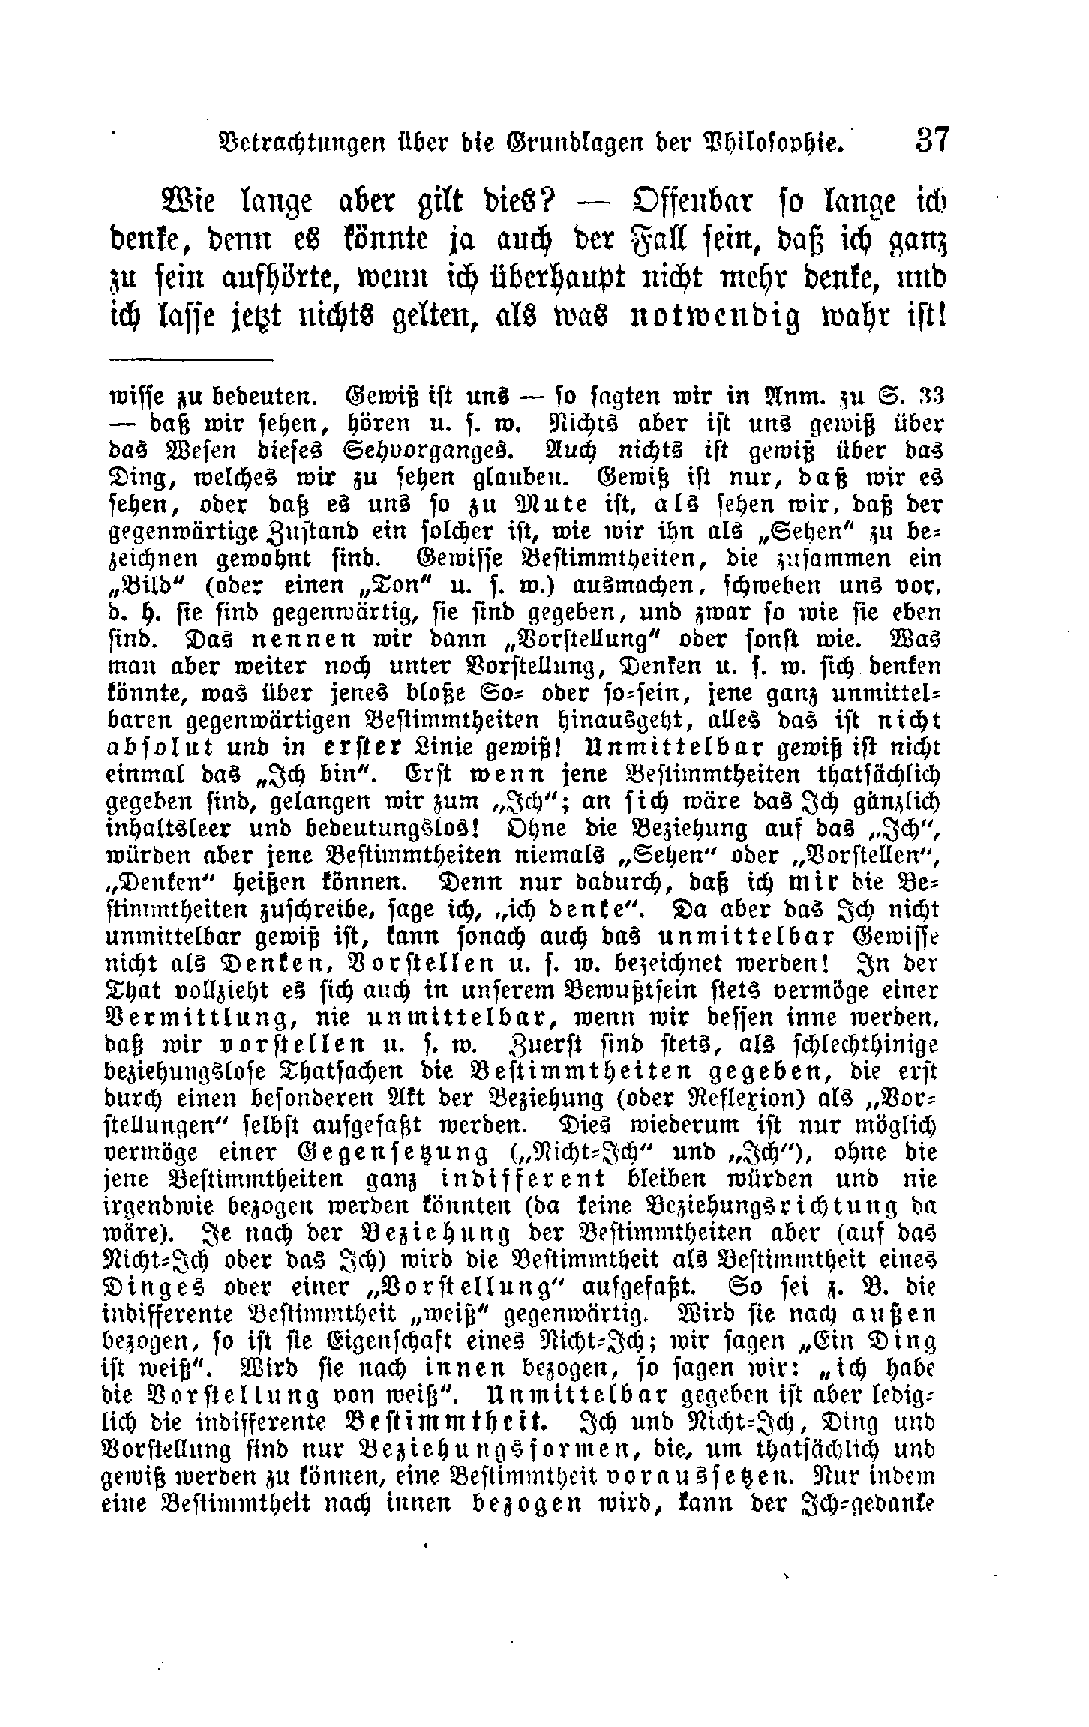 Betrachtungen über die Grundlagen der Philosophie. 37
Wie lange aber gilt dies? — Offenbar so lange ich
denke, denn es könnte ja auch der Fall sein, daß ich ganz
zu sein aufhörte, wenn ich überhaupt nicht mehr denke, und
ich lasse jetzt nichts gelten, als was notwendig wahr ist!
wisse zu bedeuten. Gewiß ist uns — so sagten wir in Anm. zu S. 33
— daß wir sehen, hören u. s. w. Nichts aber ist uns gewiß über
das Wesen dieses Sehvorganges. Auch nichts ist gewiß über das
Ding, welches wir zu sehen glauben. Gewiß ist nur, daß wir es
sehen, oder daß es uns so zu Mute ist, als sehen wir, daß der
gegenwärtige Zustand ein solcher ist, wie wir ihn als „Sehen" zu be-
zeichnen gewohnt sind. Gewisse Bestimmtheiten, die zusammen ein
„Bild" (oder einen „Ton" u. s. w.) ausmachen, schweben uns vor,
d. h. sie sind gegenwärtig, sie sind gegeben, und zwar so wie sie eben
sind. Das nennen wir dann „Vorstellung" oder sonst wie. Was
man aber weiter noch unter Vorstellung, Denken u. s. w. sich denken
könnte, was über jenes bloße So- oder so-sein, jene ganz unmittel-
baren gegenwärtigen Bestimmtheiten hinausgeht, alles das ist nicht
absolut und in erster Linie gewiß! Unmittelbar gewiß ist nicht
einmal das „Ich bin". Erst wenn jene Bestimmtheiten thatsächlich
gegeben sind, gelangen wir zum „Ich"; an sich wäre das Ich gänzlich
inhaltsleer und bedeutungslos! Ohne die Beziehung auf das „Ich",
würden aber jene Bestimmtheiten niemals „Sehen" oder „Vorstellen",
„Denken" heißen können. Denn nur dadurch, daß ich mir die Be-
stimmtheiten zuschreibe, sage ich, „ich denke". Da aber das Ich nicht
unmittelbar gewiß ist, kann sonach auch das unmittelbar Gewisse
nicht als Denken, Vorstellen u. s. w. bezeichnet werden! In der
That vollzieht es sich auch in unserem Bewußtsein stets vermöge einer
Vermittlung, nie unmittelbar, wenn wir dessen inne werden,
daß wir vorstellen u. s. w. Zuerst sind stets, als schlechthinige
beziehungslose Thatsachen die Bestimmtheiten gegeben, die erst
durch einen besonderen Akt der Beziehung (oder Reflexion) als „Vor-
stellungen" selbst aufgefaßt werden. Dies wiederum ist nur möglich
vermöge einer Gegensetzung („Nicht-Ich" und „Ich"), ohne die
jene Bestimmtheiten ganz indifferent bleiben würden und nie
irgendwie bezogen werden könnten (da keine Beziehungsrichtung da
wäre). Je nach der Beziehung der Bestimmtheiten aber (auf das
Nicht-Ich oder das Ich) wird die Bestimmtheit als Bestimmtheit eines
Dinges oder einer „Vorstellung" aufgefaßt. So sei z. B. die
indifferente Bestimmtheit „weiß" gegenwärtig. Wird sie nach außen
bezogen, so ist sie Eigenschaft eines Nicht-Ich; wir sagen „Ein Ding
ist weiß". Wird sie nach innen bezogen, so sagen wir: „ich habe
die Vorstellung von weiß". Unmittelbar gegeben ist aber ledig-
lich die indifferente Bestimmtheit. Ich und Nicht-Ich, Ding und
Vorstellung sind nur Beziehungsformen, die, um thatsächlich und
gewiß werden zu können, eine Bestimmtheit voraussetzen. Nur indem
eine Bestimmtheit nach innen bezogen wird, kann der Ich-gedanke